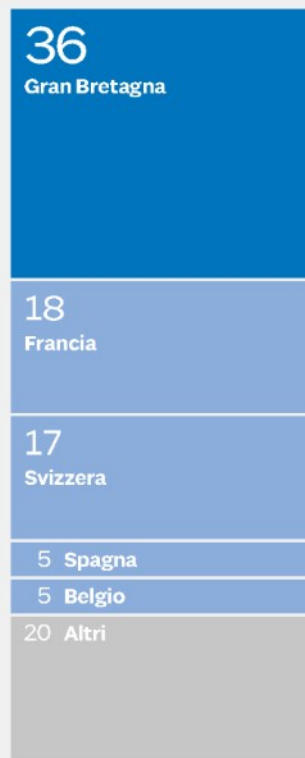 36
Gran Bretagna
18
Francia
17
Svizzera
5 Spagna
5 Belgio
20 Altri